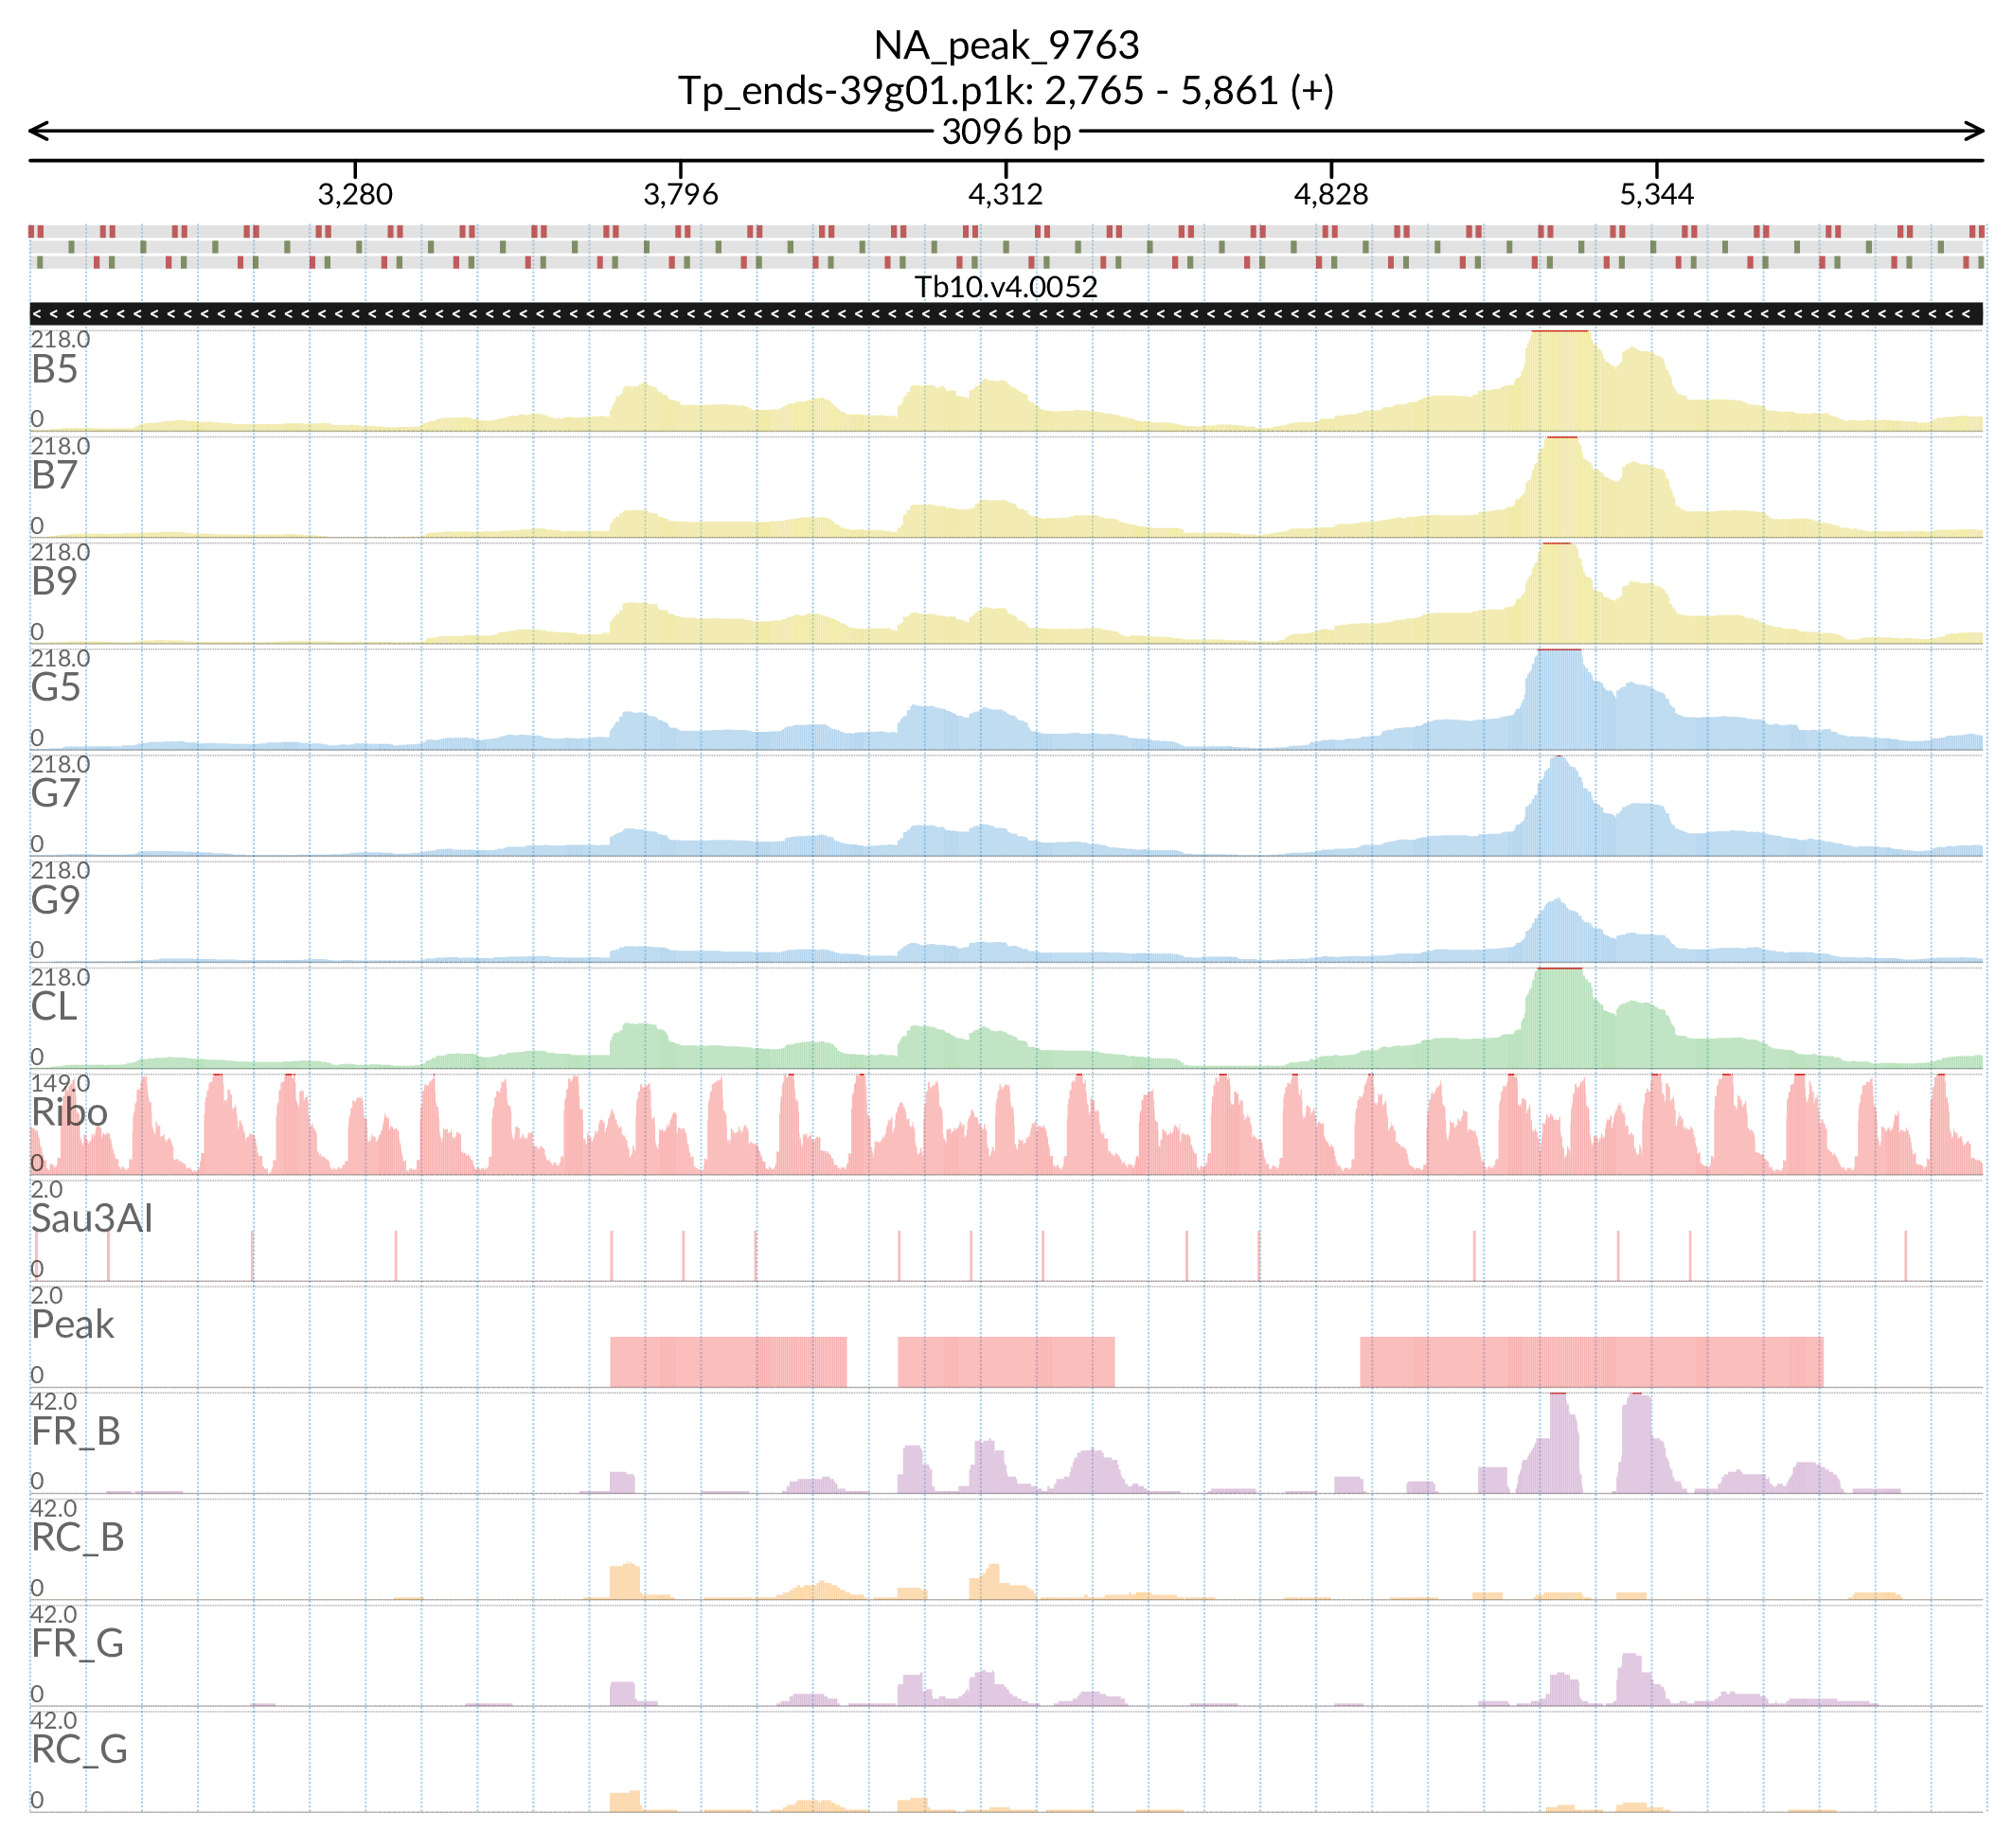 NA_peak_9763
Tp_ends-39g01.p1k: 2,765 - 5,861 (+)
3096 bp
3,280 3,796 4,312 4,828 5,344
Tb10.v4.0052
218.0
B5
0
218.0
B7
0
218.0
B9
0
218.0
G5
0
218.0
G7
0
218.0
G9
0
218.0
CL
0
149.0
Ribo
0
2.0
Sau3AI
0
2.0
Peak
0
42.0
FR_B
0
42.0
RC_B
0
42.0
FR_G
0
42.0
RC_G
0